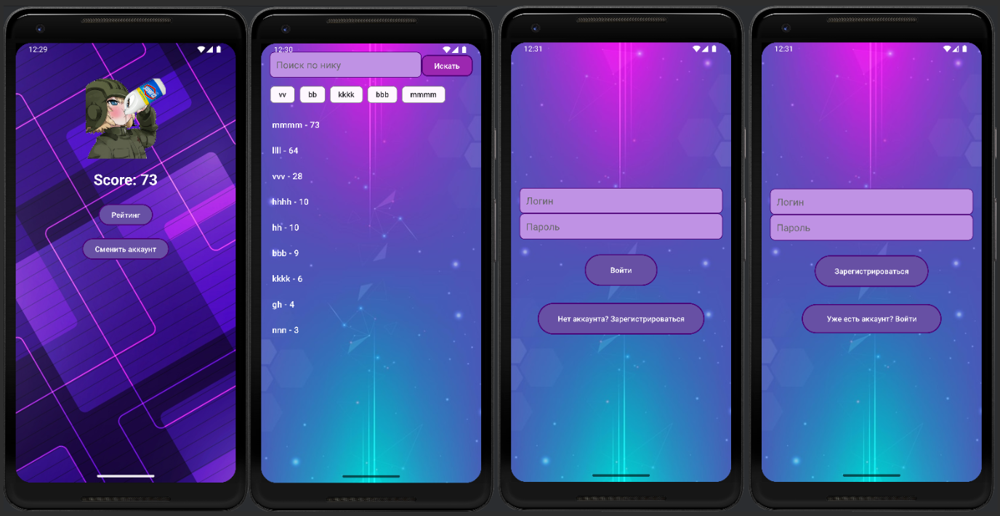 12:29
Score: 73
Рейтинг
Сменить аккаунт
12:30
Поиск по нику
Искать
vv
bb
kkkk
bbb
mmmm
mmmm - 73
llll - 64
vvv - 28
hhhh - 10
hh - 10
bbb - 9
kkkk - 6
gh - 4
nnn - 3
12:31
Логин
Пароль
Войти
Нет аккаунта? Зарегистрироваться
12:31
Логин
Пароль
Зарегистрироваться
Уже есть аккаунт? Войти